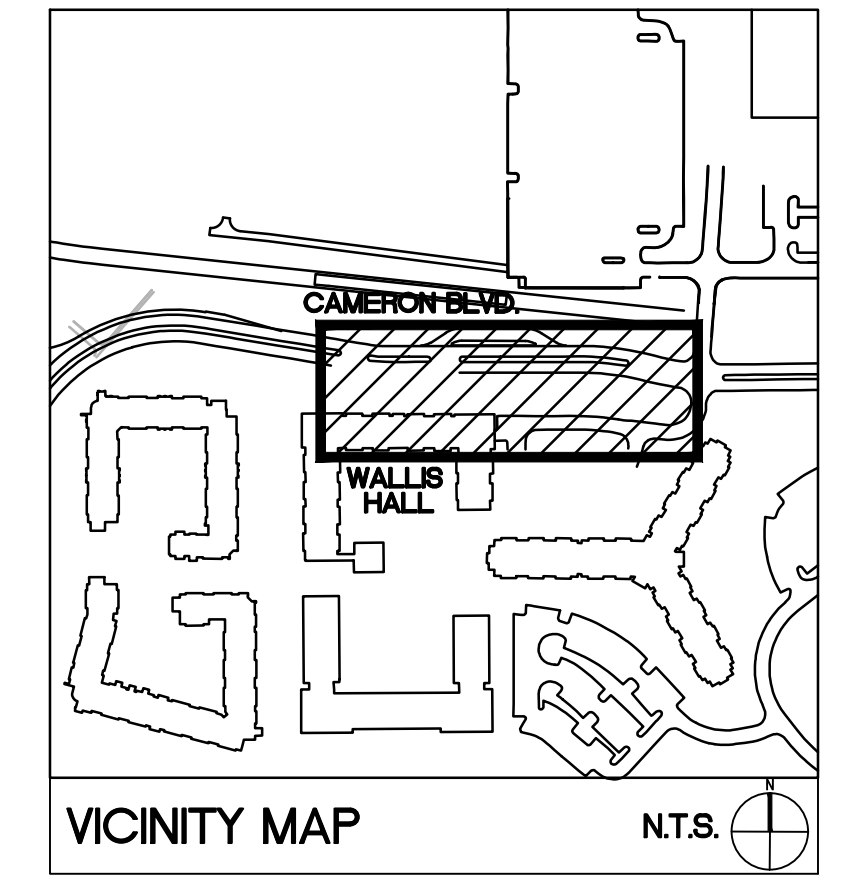 CAMERON BLVD.
WALLIS
HALL
N
VICINITY MAP
N.T.S.